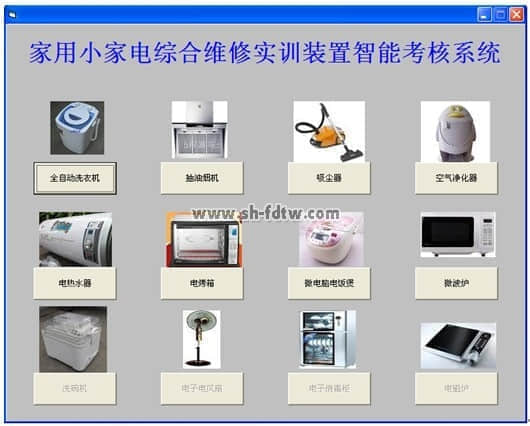 家用小家电综合维修实训装置智能考核系统
全自动洗衣机
抽油烟机
吸尘器
空气净化器
www.sh-fdtw.com
电热水器
电烤箱
微电脑电饭煲
微波炉
洗碗机
电子电风扇
电子消毒柜
电磁炉